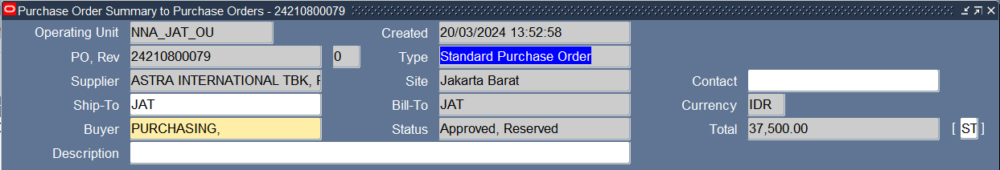 Purchase Order Summary to Purchase Orders - 24210800079
Operating Unit NNA_JAT_OU Created 20/03/2024 13:52:58
PO, Rev 24210800079 0 Type Standard Purchase Order
Supplier ASTRA INTERNATIONAL TBK, Site Jakarta Barat Contact
Ship-To JAT Bill-To JAT Currency IDR
Buyer PURCHASING, Status Approved, Reserved Total 37,500.00 [ ST ]
Description